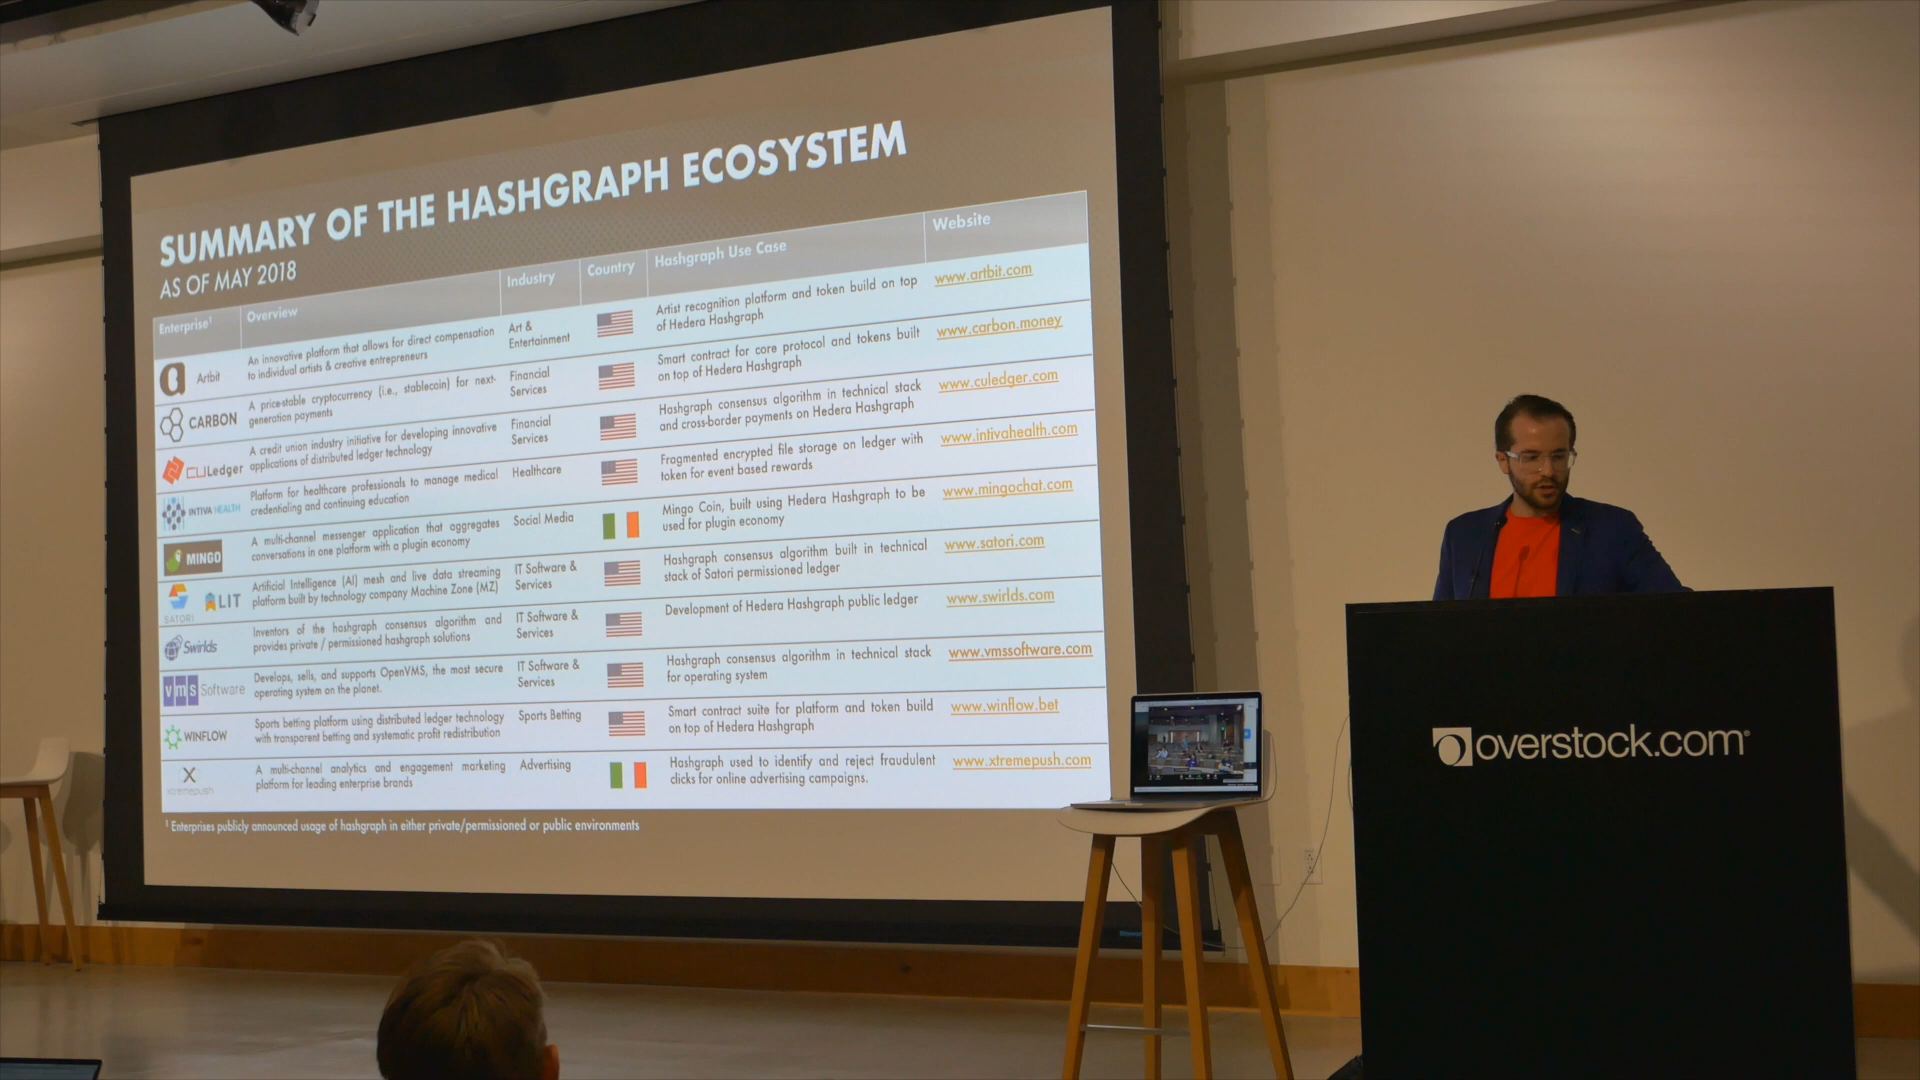 SUMMARY OF THE HASHGRAPH ECOSYSTEM
AS OF MAY 2018
Enterprise¹ Overview Industry Country Hashgraph Use Case Website
Artbit
An innovative platform that allows for direct compensation
to individual artists & creative entrepreneurs
Art &
Entertainment
Artist recognition platform and token build on top
of Hedera Hashgraph
www.artbit.com
CARBON
A price-stable cryptocurrency (i.e., stablecoin) for next-
generation payments
Financial
Services
Smart contract for core protocol and tokens built
on top of Hedera Hashgraph
www.carbon.money
CULedger
A credit union industry initiative for developing innovative
applications of distributed ledger technology
Financial
Services
Hashgraph consensus algorithm in technical stack
and cross-border payments on Hedera Hashgraph
www.culedger.com
INTIVA HEALTH
Platform for healthcare professionals to manage medical
credentialing and continuing education
Healthcare
Fragmented encrypted file storage on ledger with
token for event based rewards
www.intivahealth.com
MINGO
A multi-channel messenger application that aggregates
conversations in one platform with a plugin economy
Social Media
Mingo Coin, built using Hedera Hashgraph to be
used for plugin economy
www.mingochat.com
SATORI
LIT
Artificial Intelligence (AI) mesh and live data streaming
platform built by technology company Machine Zone (MZ)
IT Software &
Services
Hashgraph consensus algorithm built in technical
stack of Satori permissioned ledger
www.satori.com
Swirlds
Inventors of the hashgraph consensus algorithm and
provides private / permissioned hashgraph solutions
IT Software &
Services
Development of Hedera Hashgraph public ledger
www.swirlds.com
vms Software
Develops, sells, and supports OpenVMS, the most secure
operating system on the planet.
IT Software &
Services
Hashgraph consensus algorithm in technical stack
for operating system
www.vmssoftware.com
WINFLOW
Sports betting platform using distributed ledger technology
with transparent betting and systematic profit redistribution
Sports Betting
Smart contract suite for platform and token build
on top of Hedera Hashgraph
www.winflow.bet
xtremepush
A multi-channel analytics and engagement marketing
platform for leading enterprise brands
Advertising
Hashgraph used to identify and reject fraudulent
clicks for online advertising campaigns.
www.xtremepush.com
¹ Enterprises publicly announced usage of hashgraph in either private/permissioned or public environments
overstock.com®